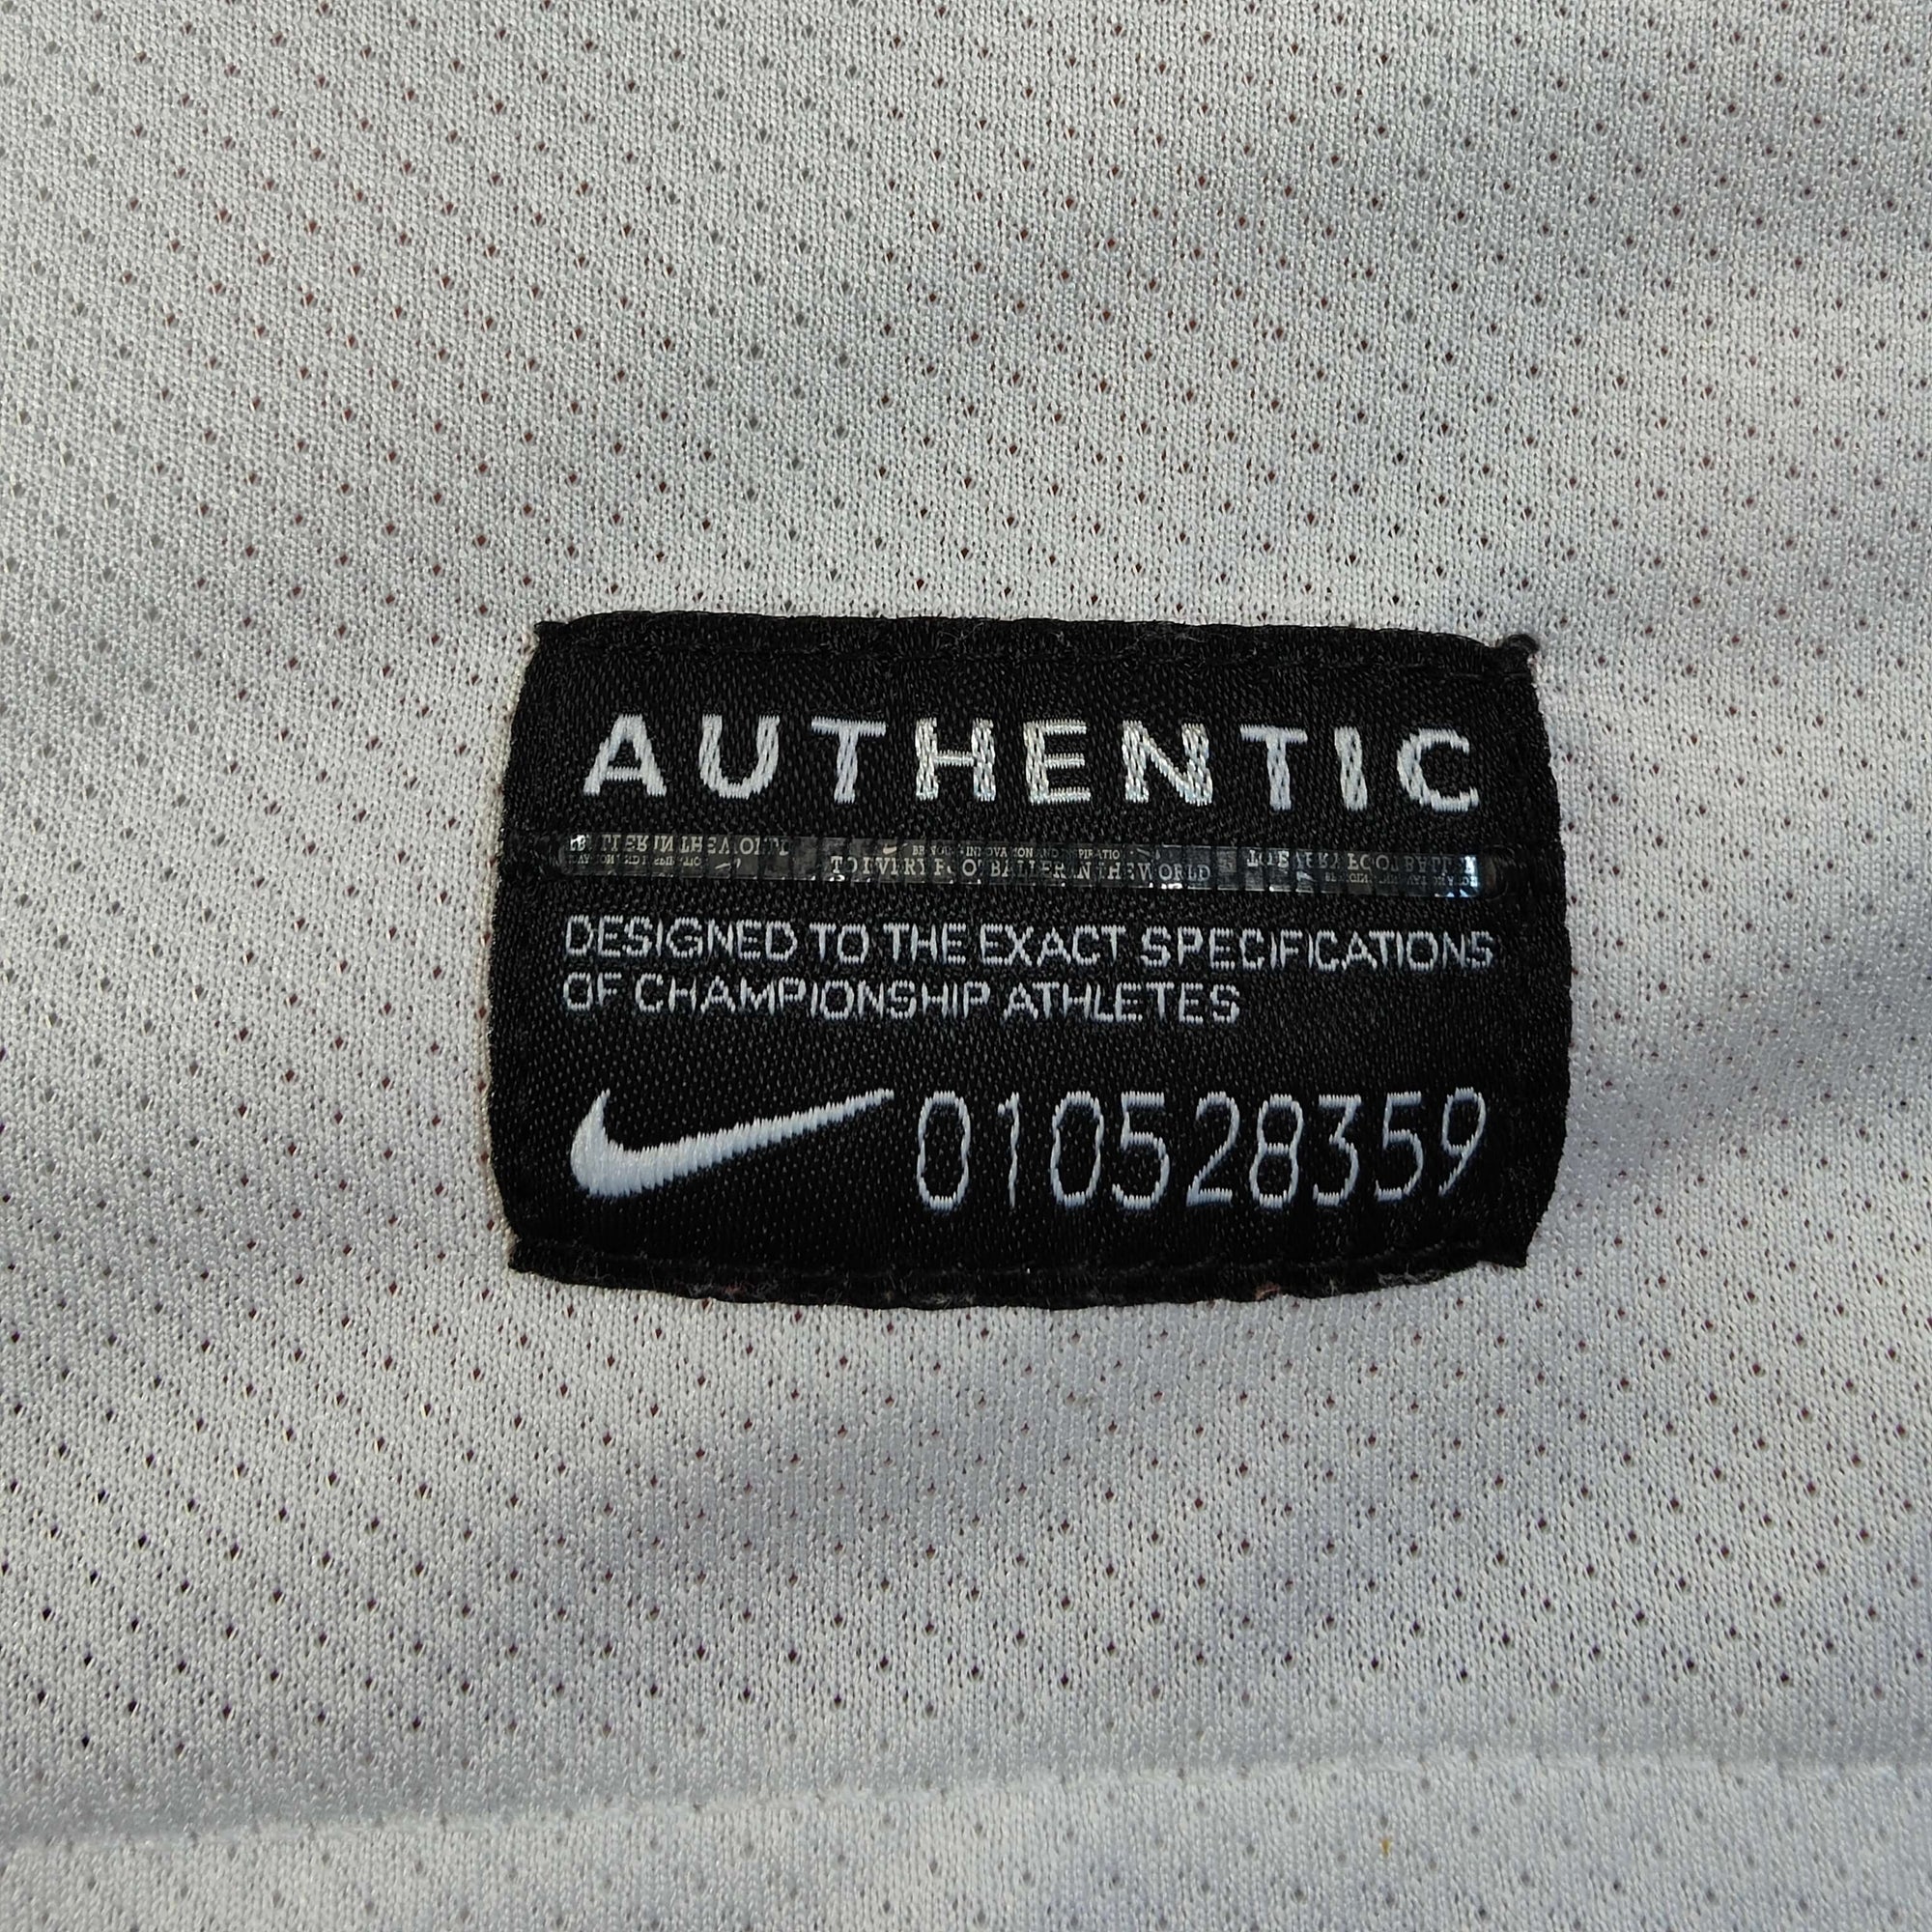 AUTHENTIC
TO EVERY FOOTBALLER IN THE WORLD
DESIGNED TO THE EXACT SPECIFICATIONS
OF CHAMPIONSHIP ATHLETES
010528359